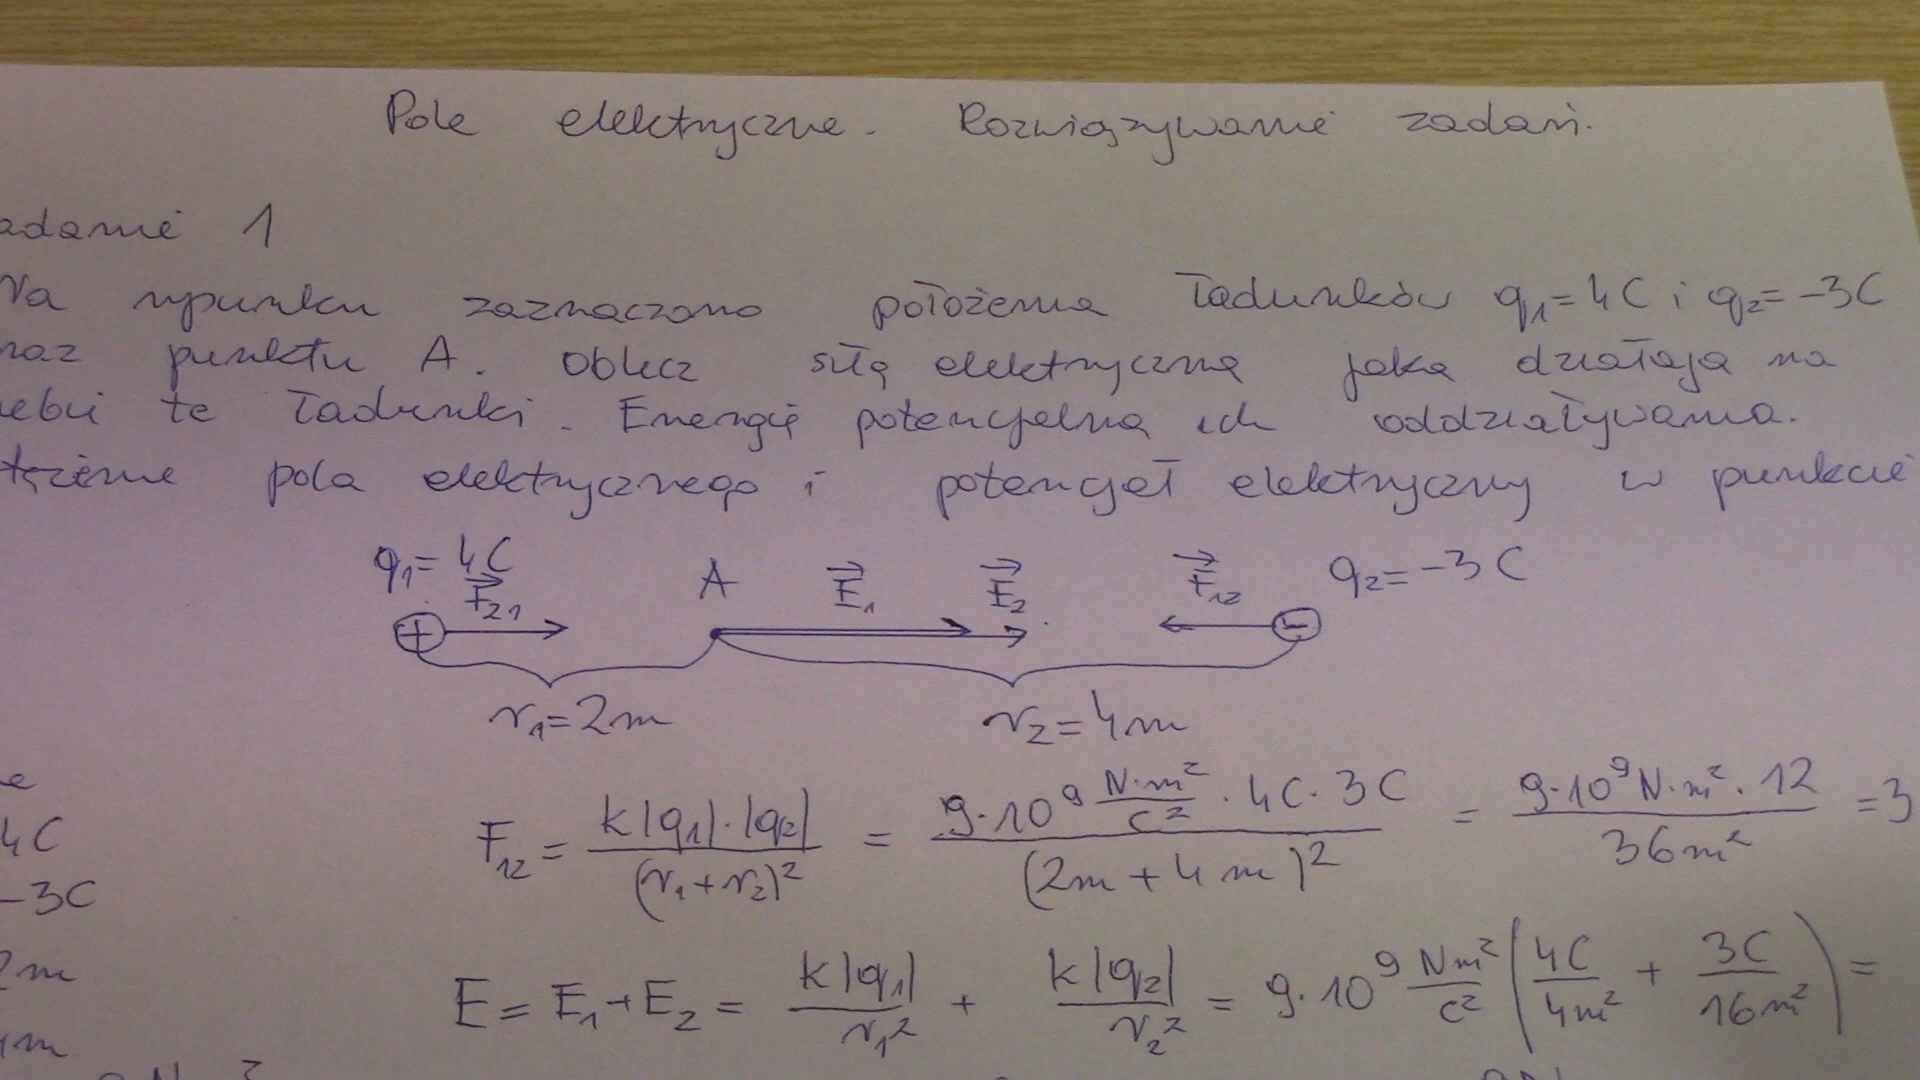 Pole elektryczne. Rozwiązywanie zadań.
adanie 1
Na rysunku zaznaczono położenia ładunków q₁=4C i q₂=-3C
raz punktu A. Oblicz siłę elektryczną jaką działają na
iebie te ładunki. Energię potencjalną ich oddziaływania.
tężenie pola elektrycznego i potencjał elektryczny w punkcie
q₁=4C A E₁ E₂ F₁₂ q₂=-3C
F₂₁
+ -
r₁=2m r₂=4m
e
4C
F₁₂ = k|q₁|·|q₂| / (r₁+r₂)² = 9·10⁹ N·m²/C² · 4C·3C / (2m+4m)² = 9·10⁹ N·m²·12 / 36m² = 3
-3C
2m
E = E₁+E₂ = k|q₁| / r₁² + k|q₂| / r₂² = 9·10⁹ Nm²/C² (4C/4m² + 3C/16m²) =
4m